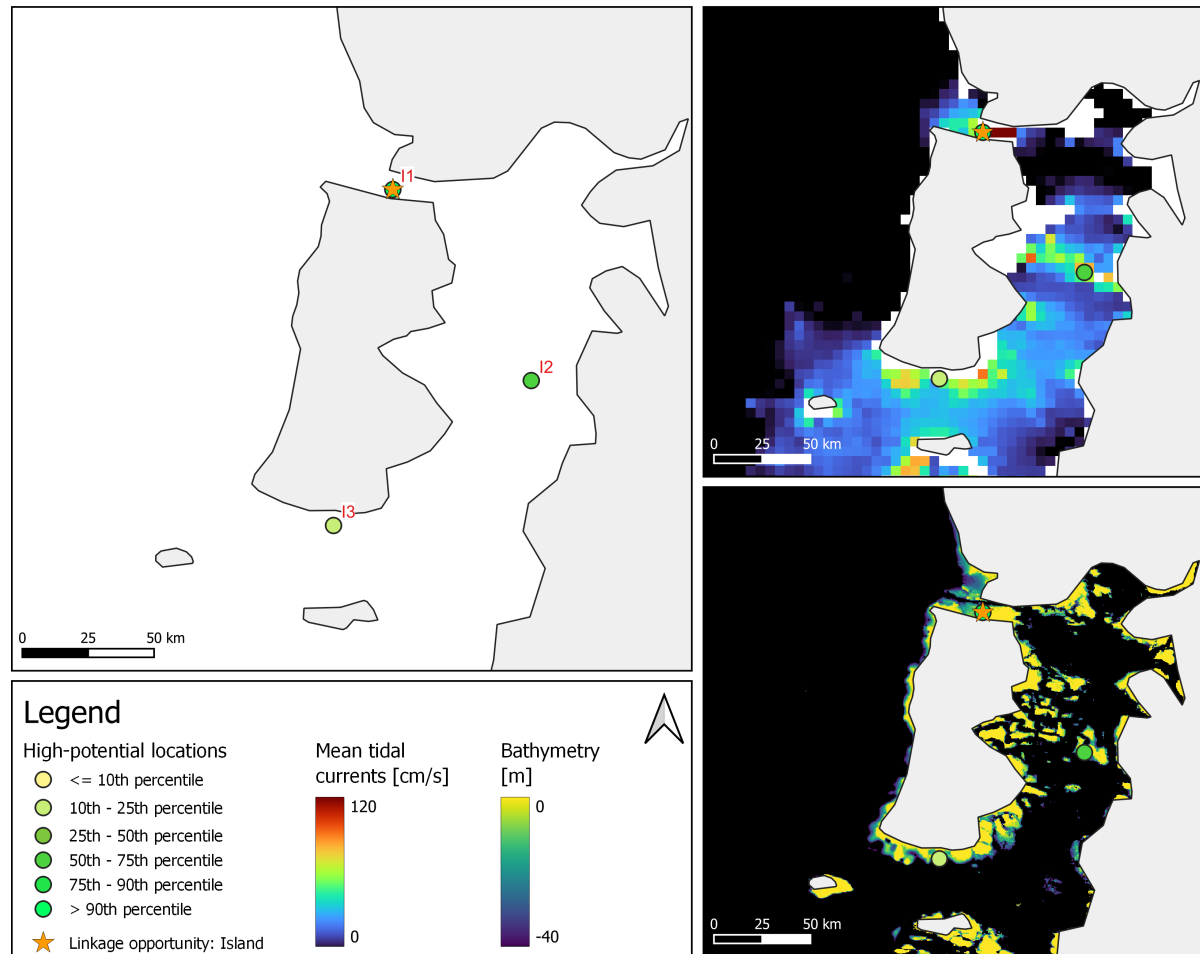 I1
I2
I3
0 25 50 km
0 25 50 km
0 25 50 km
Legend
High-potential locations
<= 10th percentile
10th - 25th percentile
25th - 50th percentile
50th - 75th percentile
75th - 90th percentile
> 90th percentile
Linkage opportunity: Island
Mean tidal
currents [cm/s]
120
0
Bathymetry
[m]
0
-40